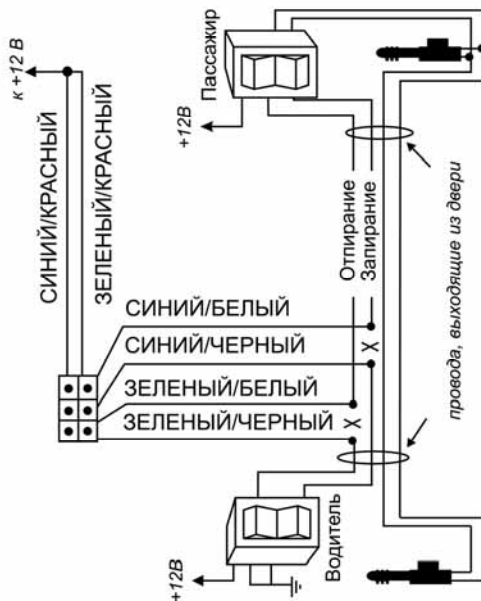 к +12 В
СИНИЙ/КРАСНЫЙ
ЗЕЛЕНЫЙ/КРАСНЫЙ
Пассажир
+12В
Отпирание
Запирание
провода, выходящие из двери
СИНИЙ/БЕЛЫЙ
СИНИЙ/ЧЕРНЫЙ
ЗЕЛЕНЫЙ/БЕЛЫЙ
ЗЕЛЕНЫЙ/ЧЕРНЫЙ
X
X
Водитель
+12В